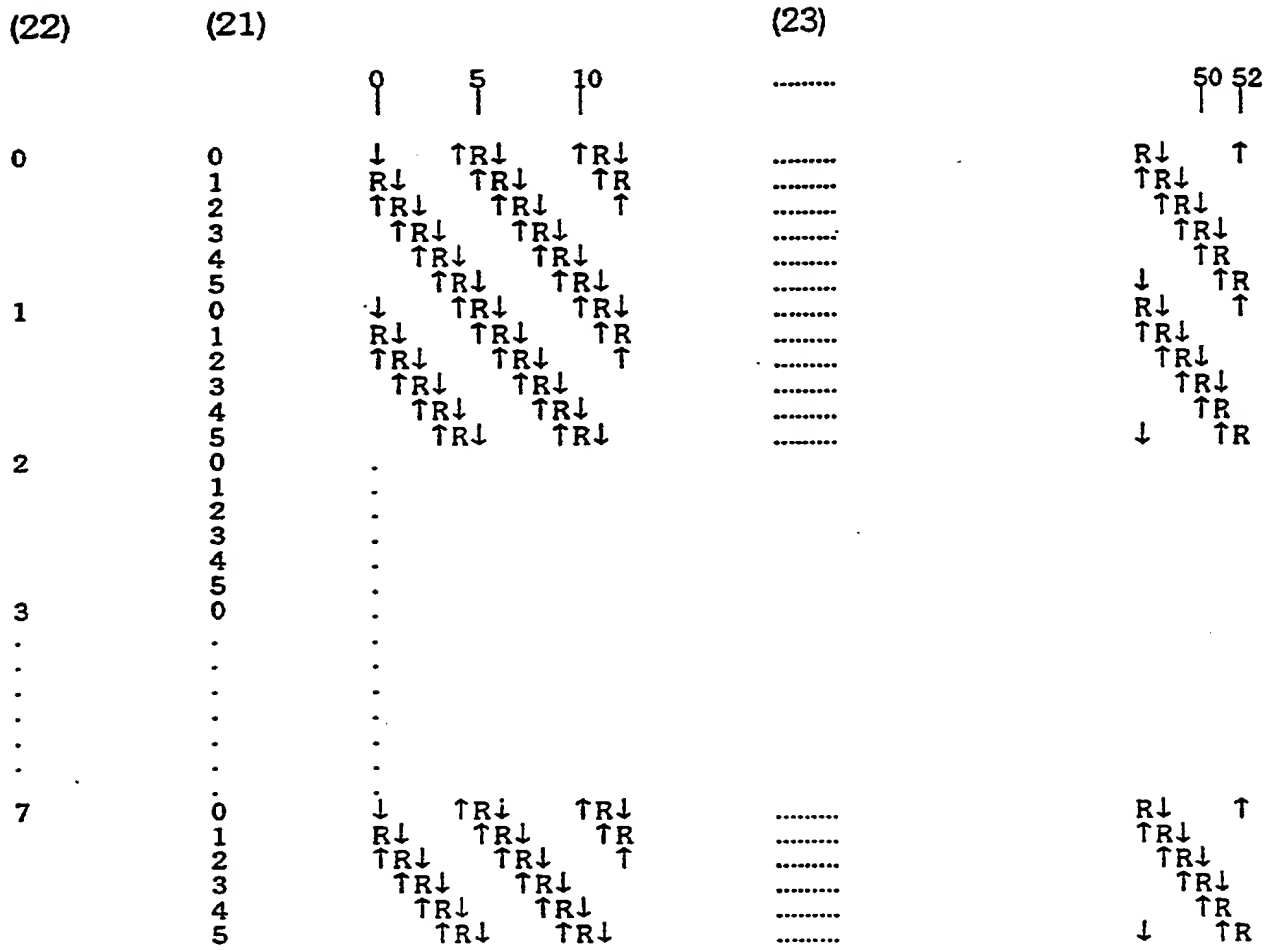 (22) (21) (23)
0 5 10 ......... 50 52
0 0 ↓ ↑R↓ ↑R↓ ......... R↓ ↑
1 R↓ ↑R↓ ↑R ......... ↑R↓
2 ↑R↓ ↑R↓ ↑ ......... ↑R↓
3 ↑R↓ ↑R↓ ......... ↑R↓
4 ↑R↓ ↑R↓ ......... ↑R
5 ↑R↓ ↑R↓ ......... ↓ ↑R
1 0 ↓ ↑R↓ ↑R↓ ......... R↓ ↑
1 R↓ ↑R↓ ↑R ......... ↑R↓
2 ↑R↓ ↑R↓ ↑ ......... ↑R↓
3 ↑R↓ ↑R↓ ......... ↑R↓
4 ↑R↓ ↑R↓ ......... ↑R
5 ↑R↓ ↑R↓ ......... ↓ ↑R
2 0 .
1 .
2 .
3 .
4 .
5 .
3 0 .
. . .
. . .
. . .
. . .
. . .
. . .
. .
7 0 ↓ ↑R↓ ↑R↓ ......... R↓ ↑
1 R↓ ↑R↓ ↑R ......... ↑R↓
2 ↑R↓ ↑R↓ ↑ ......... ↑R↓
3 ↑R↓ ↑R↓ ......... ↑R↓
4 ↑R↓ ↑R↓ ......... ↑R
5 ↑R↓ ↑R↓ ......... ↓ ↑R